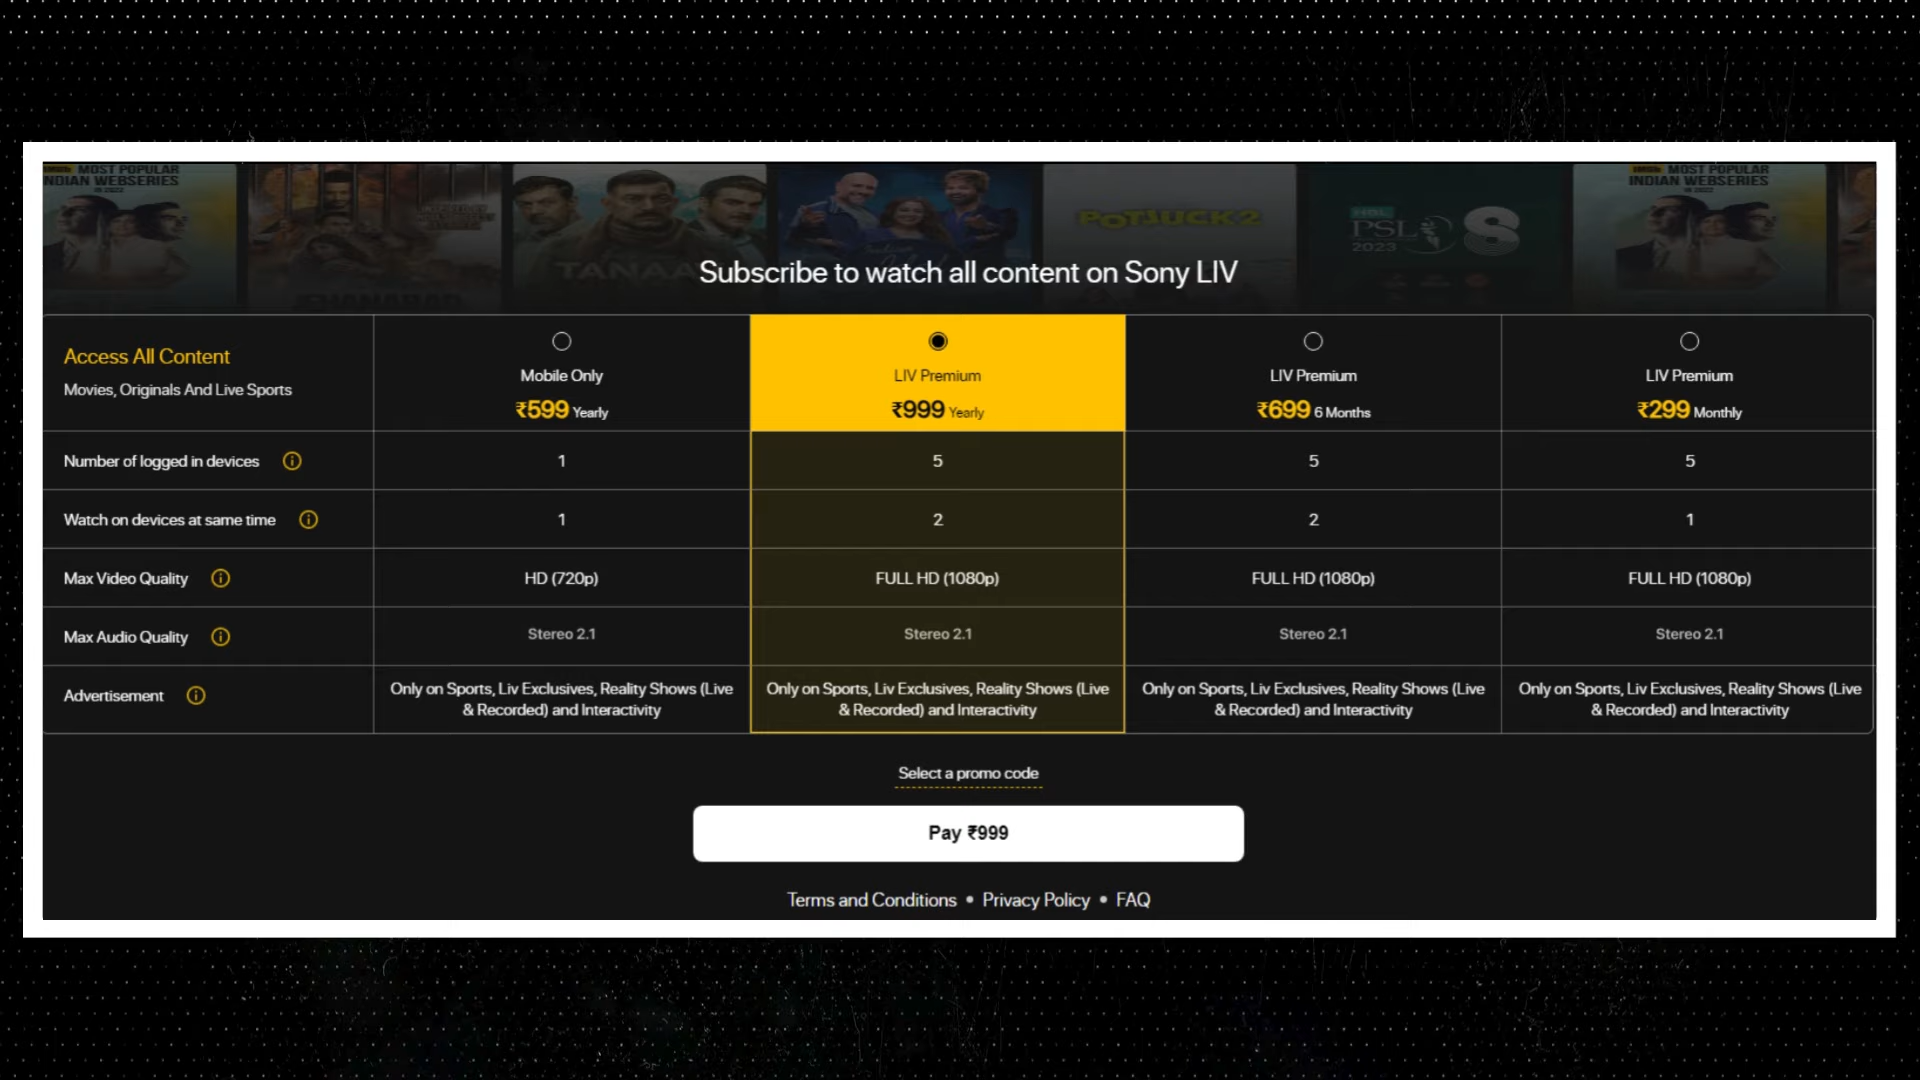 MOST POPULAR
INDIAN WEBSERIES
IN 2022
TANAA
POTLUCK 2
HBL
PSL 8
2023
MOST POPULAR
INDIAN WEBSERIES
IN 2022
Subscribe to watch all content on Sony LIV
Access All Content
Movies, Originals And Live Sports
Mobile Only
₹599 Yearly
LIV Premium
₹999 Yearly
LIV Premium
₹699 6 Months
LIV Premium
₹299 Monthly
Number of logged in devices
1
5
5
5
Watch on devices at same time
1
2
2
1
Max Video Quality
HD (720p)
FULL HD (1080p)
FULL HD (1080p)
FULL HD (1080p)
Max Audio Quality
Stereo 2.1
Stereo 2.1
Stereo 2.1
Stereo 2.1
Advertisement
Only on Sports, Liv Exclusives, Reality Shows (Live
& Recorded) and Interactivity
Only on Sports, Liv Exclusives, Reality Shows (Live
& Recorded) and Interactivity
Only on Sports, Liv Exclusives, Reality Shows (Live
& Recorded) and Interactivity
Only on Sports, Liv Exclusives, Reality Shows (Live
& Recorded) and Interactivity
Select a promo code
Pay ₹999
Terms and Conditions • Privacy Policy • FAQ